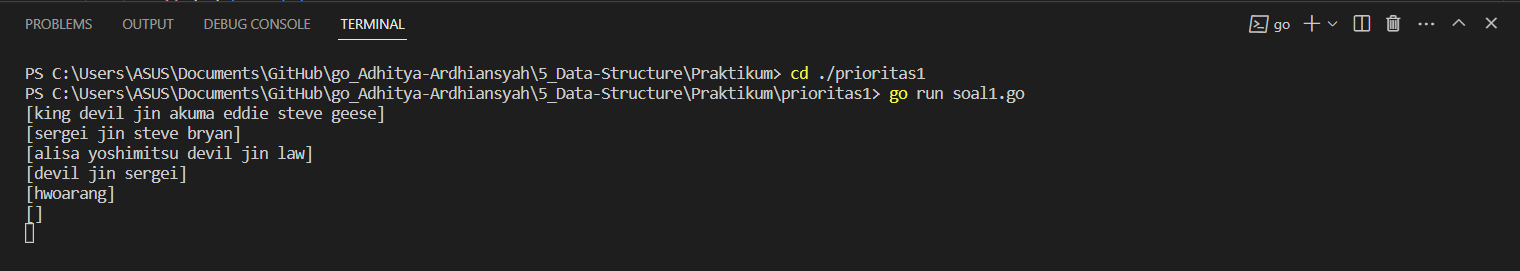 PROBLEMS OUTPUT DEBUG CONSOLE TERMINAL go
PS C:\Users\ASUS\Documents\GitHub\go_Adhitya-Ardhiansyah\5_Data-Structure\Praktikum> cd ./prioritas1
PS C:\Users\ASUS\Documents\GitHub\go_Adhitya-Ardhiansyah\5_Data-Structure\Praktikum\prioritas1> go run soal1.go
[king devil jin akuma eddie steve geese]
[sergei jin steve bryan]
[alisa yoshimitsu devil jin law]
[devil jin sergei]
[hwoarang]
[]